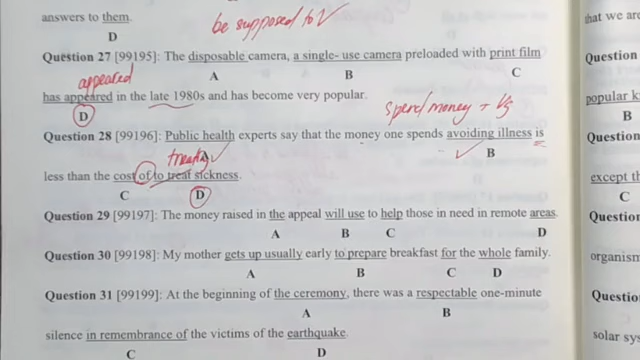 answers to them. that we are
be supposed to V
D
Question 27 [99195]: The disposable camera, a single- use camera preloaded with print film Question
appeared
A B C
has appeared in the late 1980s and has become very popular. popular k
D B
spend money + Vg
Question 28 [99196]: Public health experts say that the money one spends avoiding illness is Question
treating A B
less than the cost of to treat sickness. except th
C D C
Question 29 [99197]: The money raised in the appeal will use to help those in need in remote areas. Question
A B C D
Question 30 [99198]: My mother gets up usually early to prepare breakfast for the whole family. organism
A B C D
Question 31 [99199]: At the beginning of the ceremony, there was a respectable one-minute Questio
A B
silence in remembrance of the victims of the earthquake. solar sy
C D